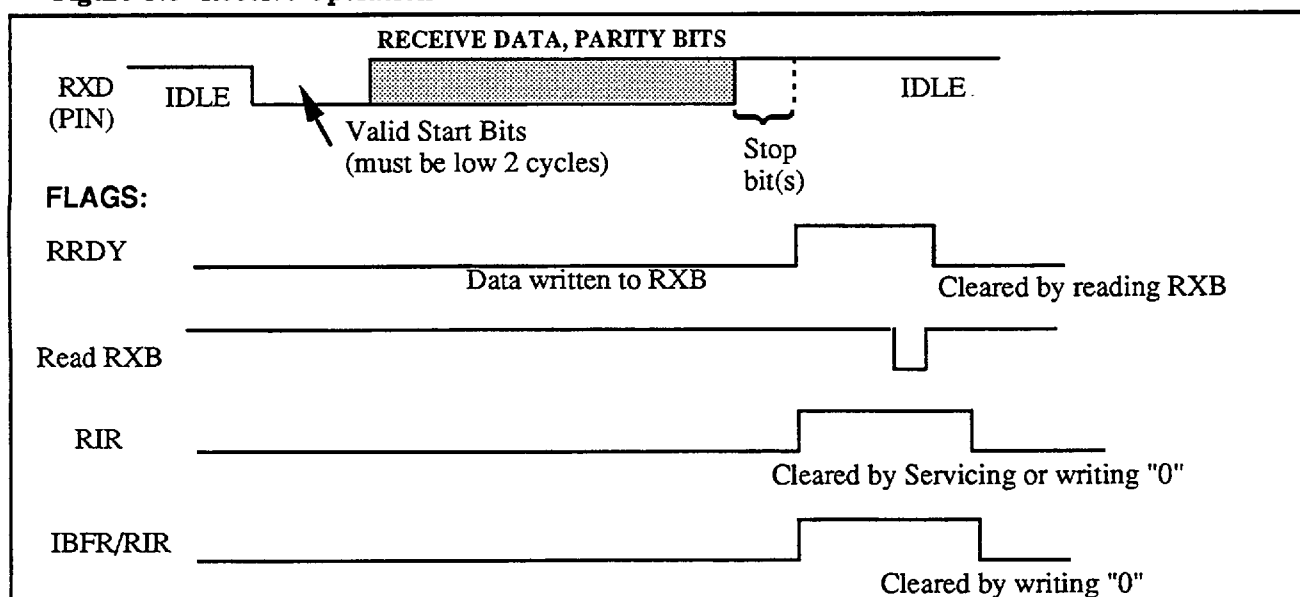 RECEIVE DATA, PARITY BITS
RXD
(PIN)
IDLE
IDLE
Valid Start Bits
(must be low 2 cycles)
Stop
bit(s)
FLAGS:
RRDY
Data written to RXB
Cleared by reading RXB
Read RXB
RIR
Cleared by Servicing or writing "0"
IBFR/RIR
Cleared by writing "0"